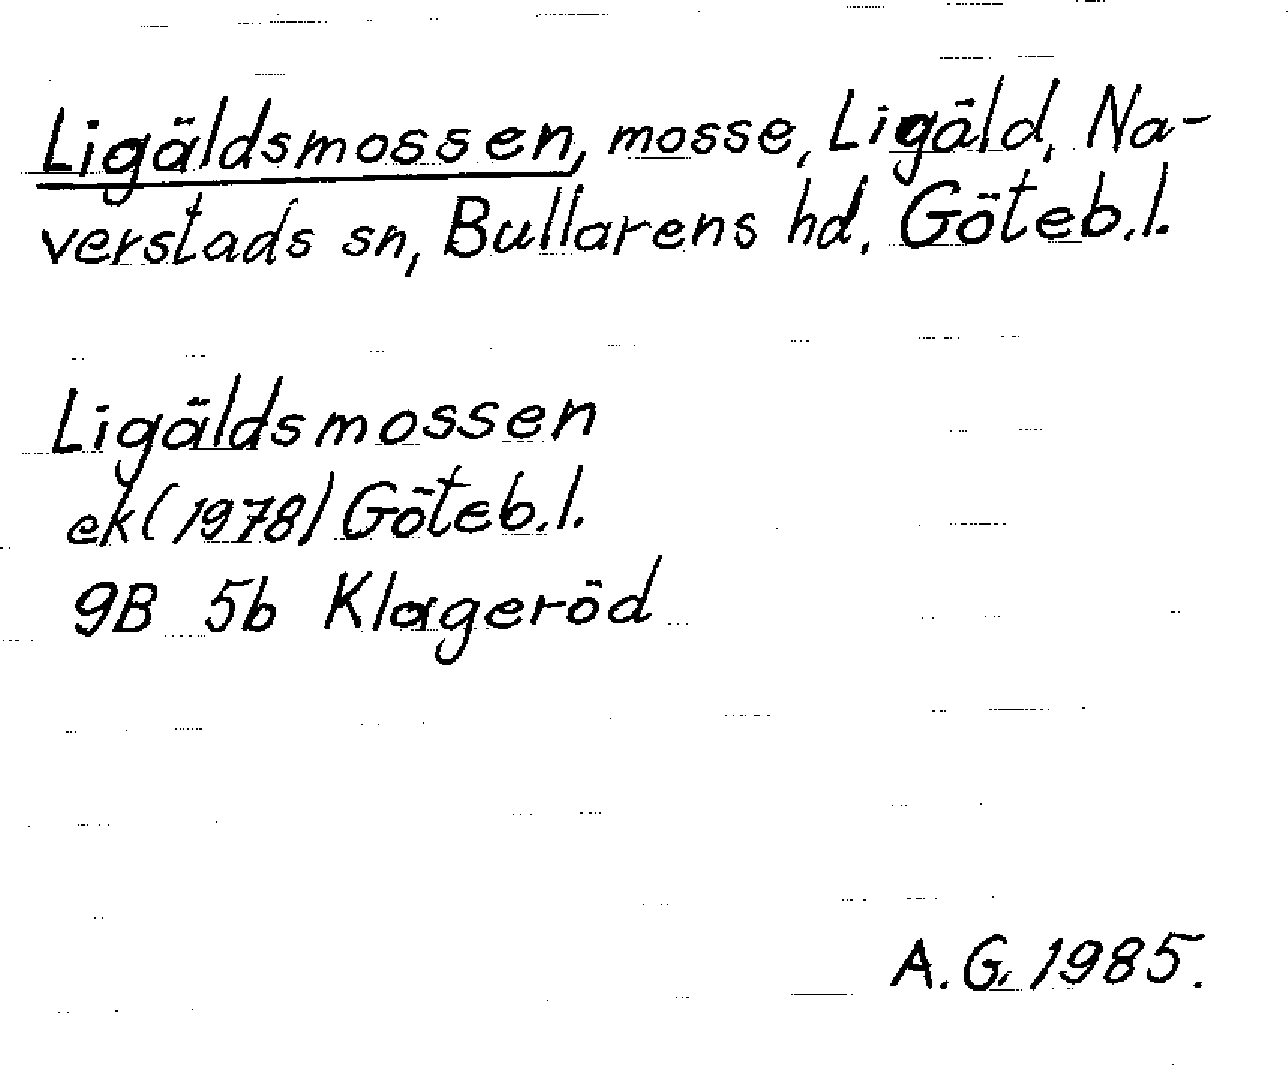 Ligäldsmossen, mosse, Ligäld, Na-
verstads sn, Bullarens hd, Göteb.l.
Ligäldsmossen
ek(1978) Göteb.l.
9B 5b Klageröd
A.G. 1985.